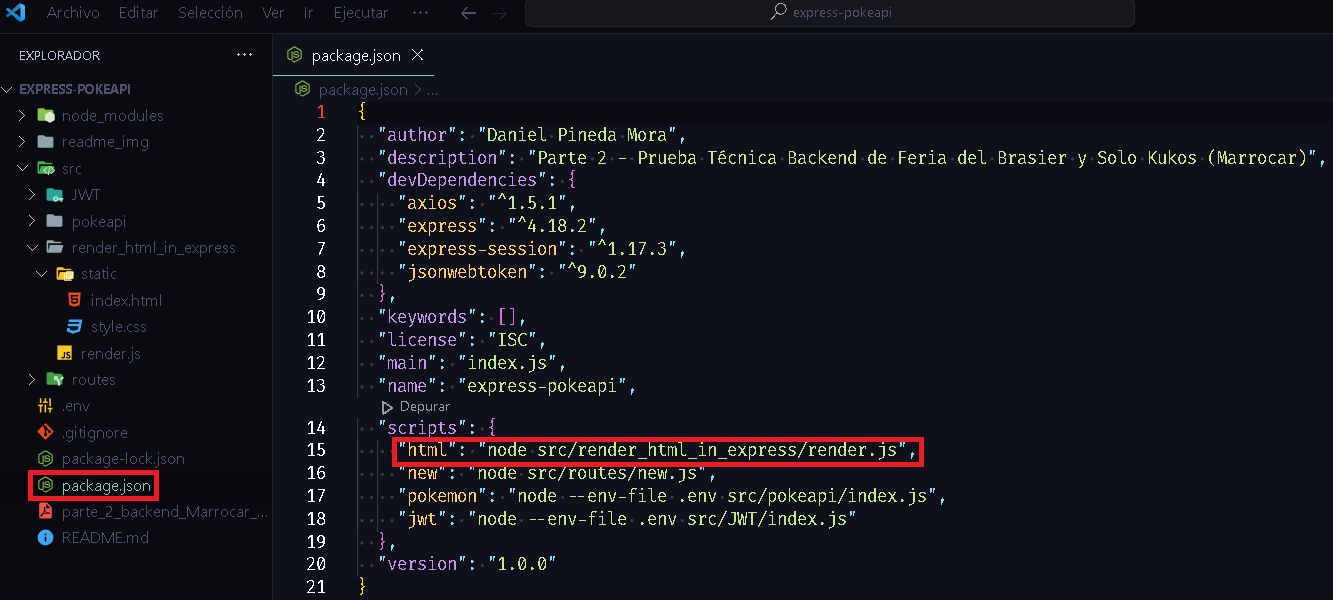 Archivo Editar Selección Ver Ir Ejecutar ··· express-pokeapi
EXPLORADOR ···
EXPRESS-POKEAPI
node_modules
readme_img
src
JWT
pokeapi
render_html_in_express
static
index.html
style.css
render.js
routes
.env
.gitignore
package-lock.json
package.json
parte_2_backend_Marrocar_...
README.md
package.json
package.json > ...
1 {
2 "author": "Daniel Pineda Mora",
3 "description": "Parte 2 - Prueba Técnica Backend de Feria del Brasier y Solo Kukos (Marrocar)",
4 "devDependencies": {
5 "axios": "^1.5.1",
6 "express": "^4.18.2",
7 "express-session": "^1.17.3",
8 "jsonwebtoken": "^9.0.2"
9 },
10 "keywords": [],
11 "license": "ISC",
12 "main": "index.js",
13 "name": "express-pokeapi",
Depurar
14 "scripts": {
15 "html": "node src/render_html_in_express/render.js",
16 "new": "node src/routes/new.js",
17 "pokemon": "node --env-file .env src/pokeapi/index.js",
18 "jwt": "node --env-file .env src/JWT/index.js"
19 },
20 "version": "1.0.0"
21 }